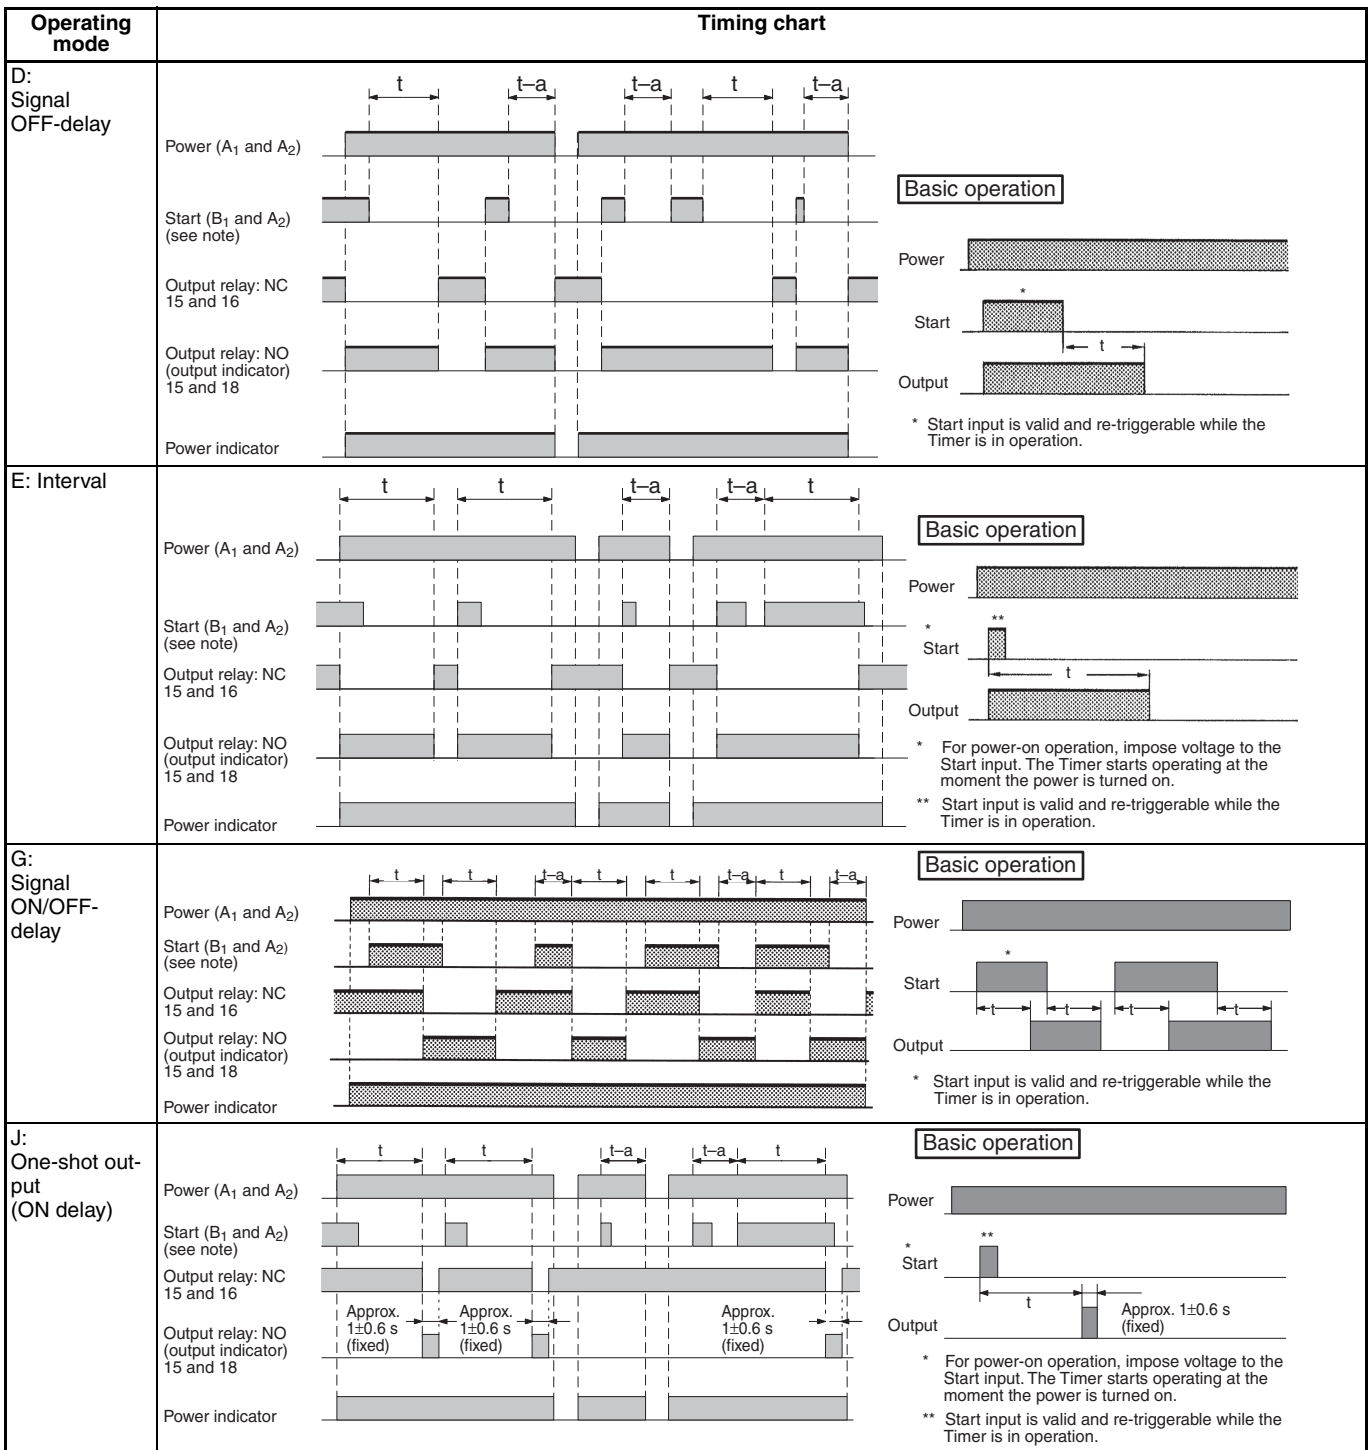 Operating
mode
Timing chart
D:
Signal
OFF-delay
t
t–a
t–a
t
t–a
Power (A1 and A2)
Start (B1 and A2)
(see note)
Output relay: NC
15 and 16
Output relay: NO
(output indicator)
15 and 18
Power indicator
Basic operation
Power
*
Start
t
Output
* Start input is valid and re-triggerable while the
Timer is in operation.
E: Interval
t
t
t–a
t–a
t
Power (A1 and A2)
Start (B1 and A2)
(see note)
Output relay: NC
15 and 16
Output relay: NO
(output indicator)
15 and 18
Power indicator
Basic operation
Power
**
*
Start
t
Output
* For power-on operation, impose voltage to the
Start input. The Timer starts operating at the
moment the power is turned on.
** Start input is valid and re-triggerable while the
Timer is in operation.
G:
Signal
ON/OFF-
delay
t
t
t–a
t
t
t–a
t
t–a
Power (A1 and A2)
Start (B1 and A2)
(see note)
Output relay: NC
15 and 16
Output relay: NO
(output indicator)
15 and 18
Power indicator
Basic operation
Power
*
Start
t
t
t
t
Output
* Start input is valid and re-triggerable while the
Timer is in operation.
J:
One-shot out-
put
(ON delay)
t
t
t–a
t–a
t
Power (A1 and A2)
Start (B1 and A2)
(see note)
Output relay: NC
15 and 16
Approx.
1±0.6 s
(fixed)
Approx.
1±0.6 s
(fixed)
Approx.
1±0.6 s
(fixed)
Output relay: NO
(output indicator)
15 and 18
Power indicator
Basic operation
Power
**
*
Start
t
Approx. 1±0.6 s
(fixed)
Output
* For power-on operation, impose voltage to the
Start input. The Timer starts operating at the
moment the power is turned on.
** Start input is valid and re-triggerable while the
Timer is in operation.